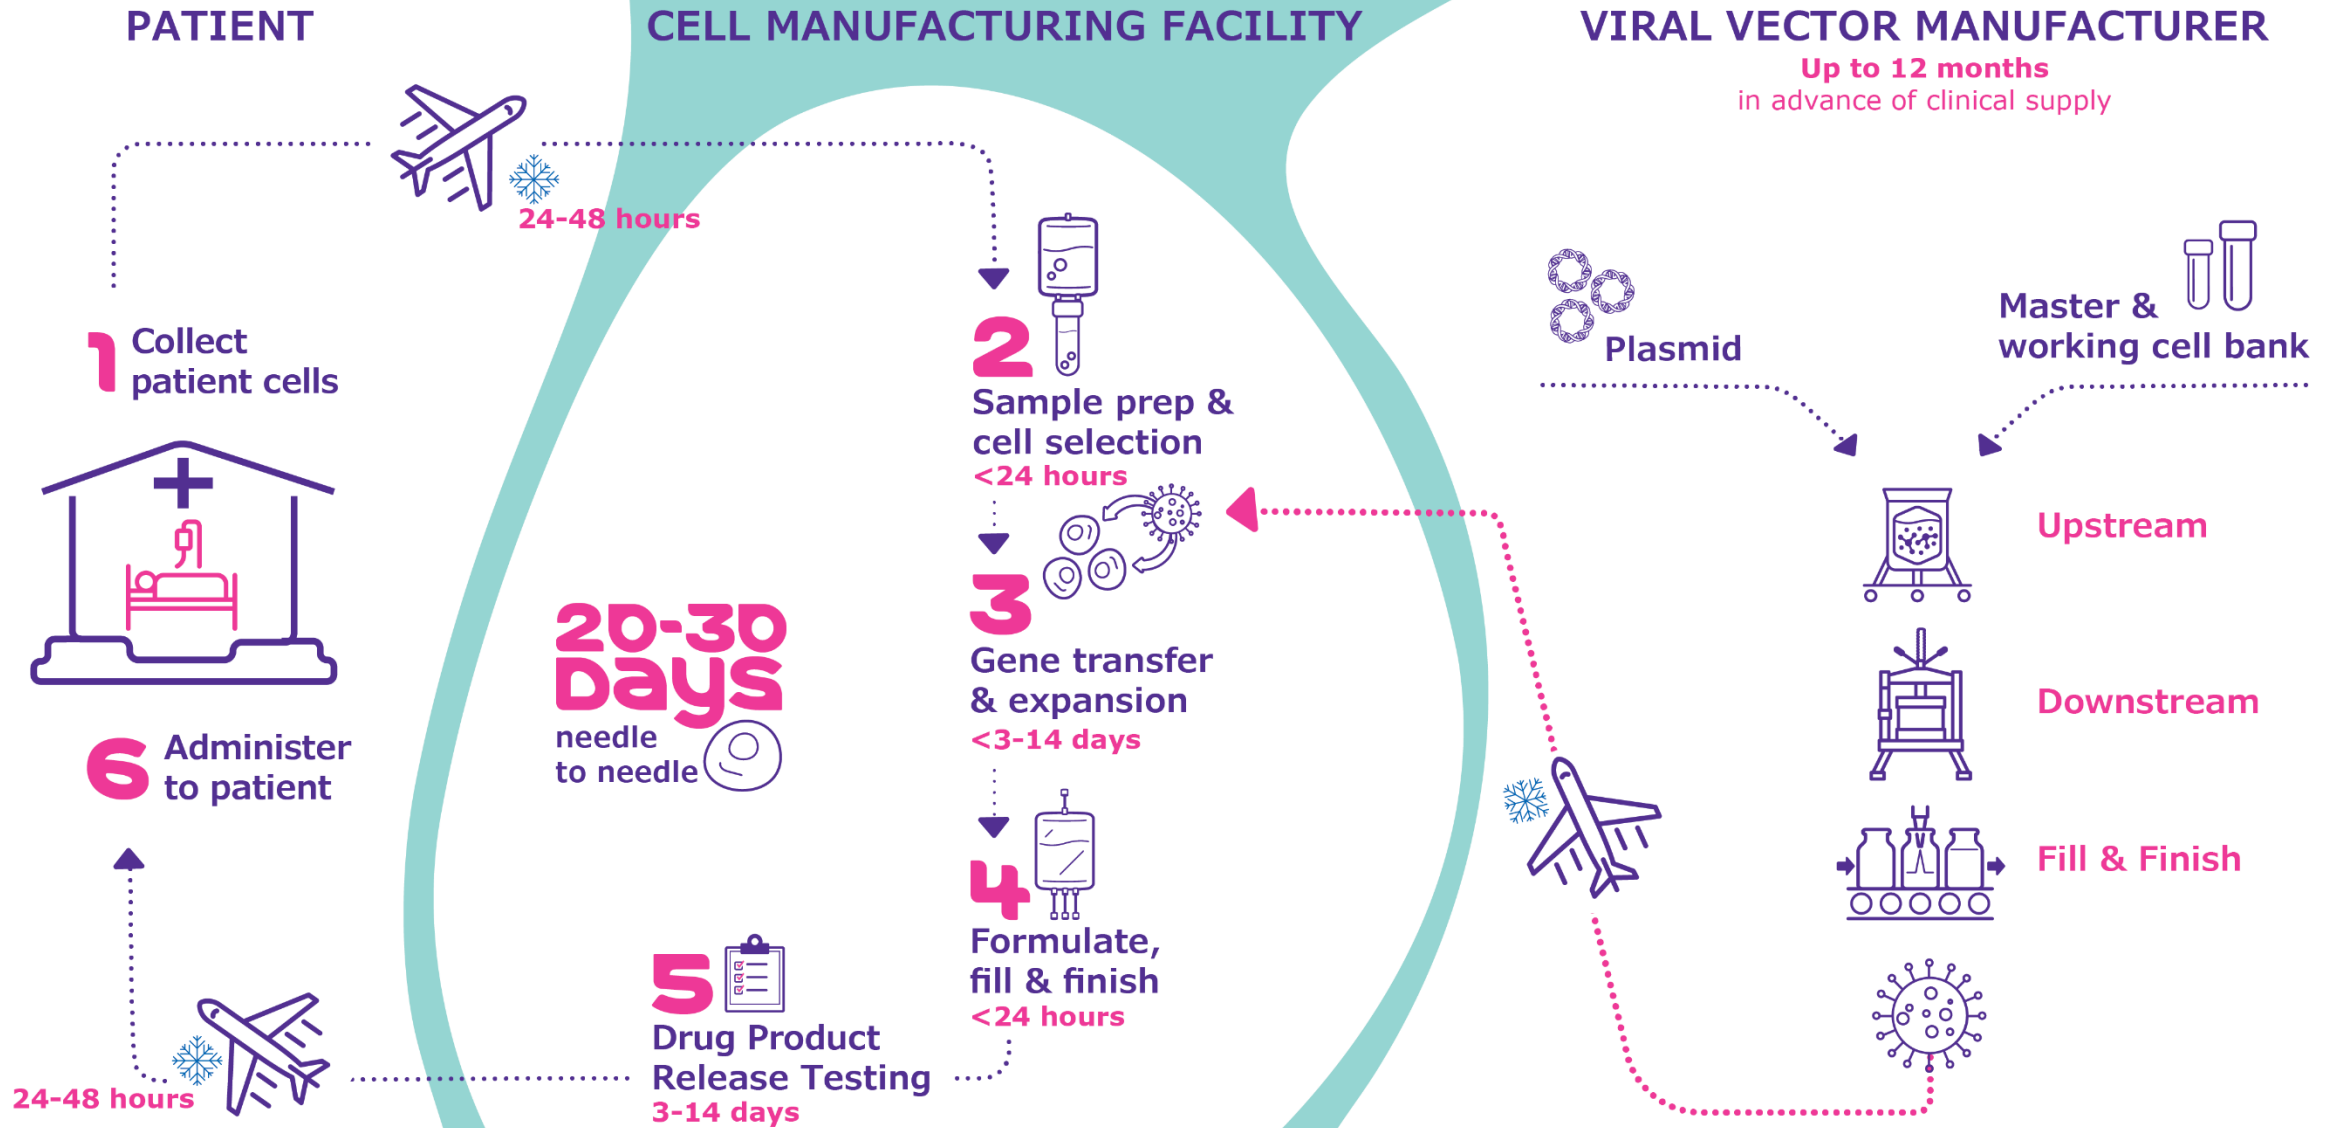 PATIENT
CELL MANUFACTURING FACILITY
VIRAL VECTOR MANUFACTURER
Up to 12 months
in advance of clinical supply
24-48 hours
1 Collect
patient cells
2
Sample prep &
cell selection
<24 hours
3
Gene transfer
& expansion
<3-14 days
4
Formulate,
fill & finish
<24 hours
5
Drug Product
Release Testing
3-14 days
24-48 hours
6 Administer
to patient
20-30
Days
needle
to needle
Plasmid
Master &
working cell bank
Upstream
Downstream
Fill & Finish